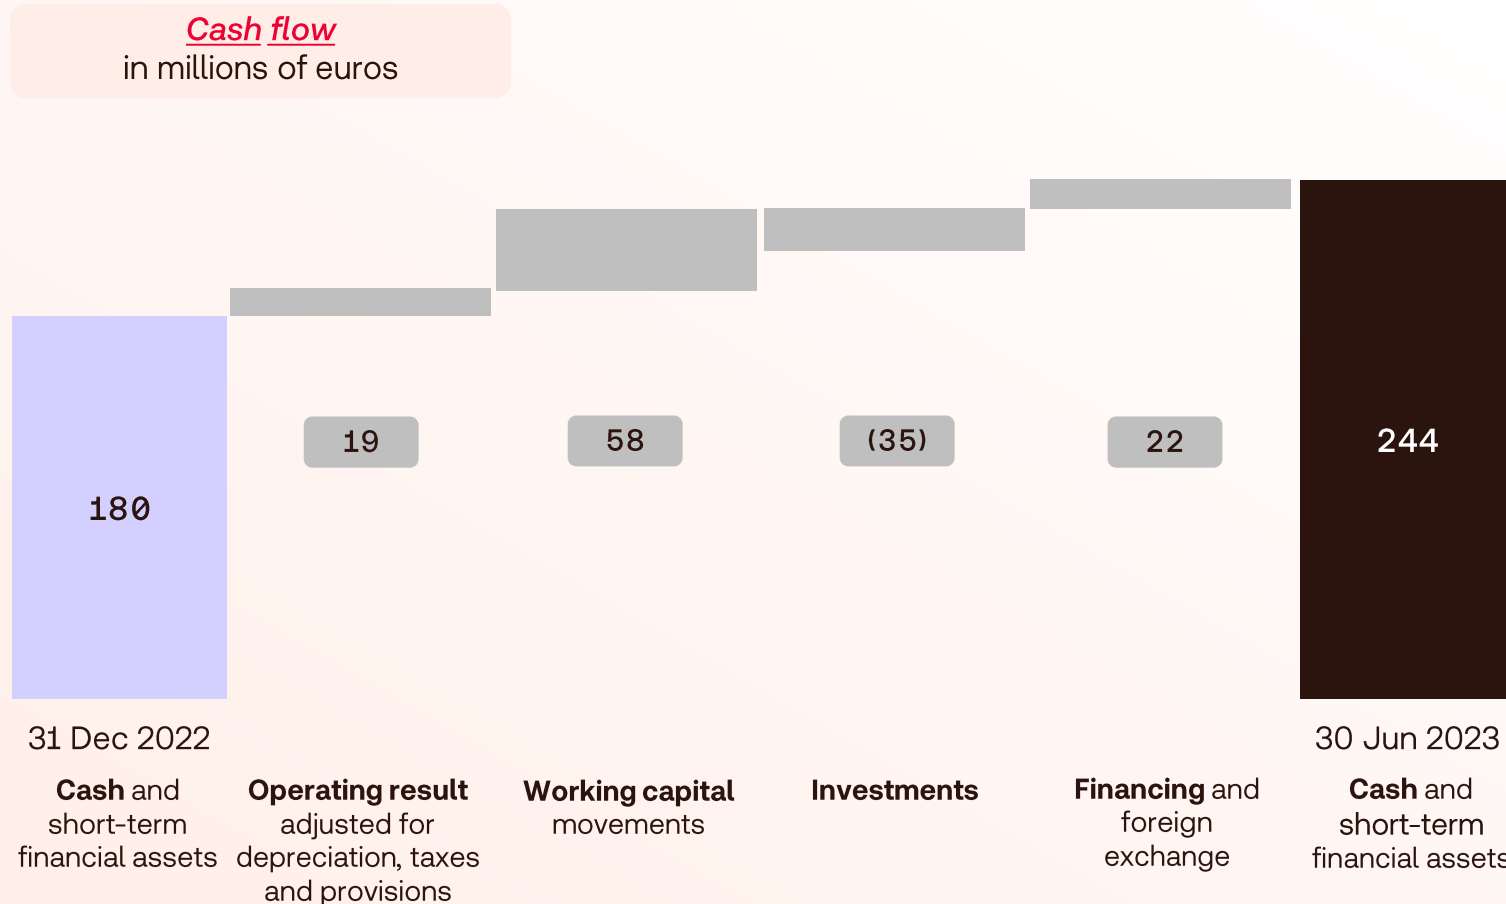 Cash flow
in millions of euros
180
19
58
(35)
22
244
31 Dec 2022
30 Jun 2023
Cash and
short-term
financial assets
Operating result
adjusted for
depreciation, taxes
and provisions
Working capital
movements
Investments
Financing and
foreign
exchange
Cash and
short-term
financial assets